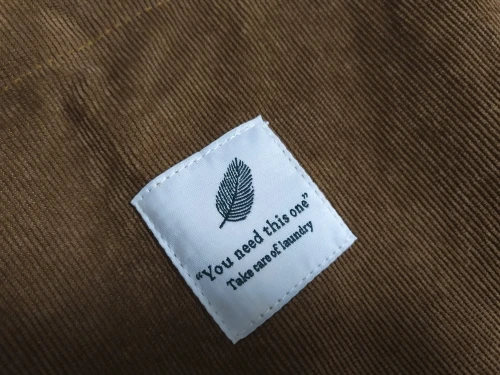 “You need this one”
Take care of laundry